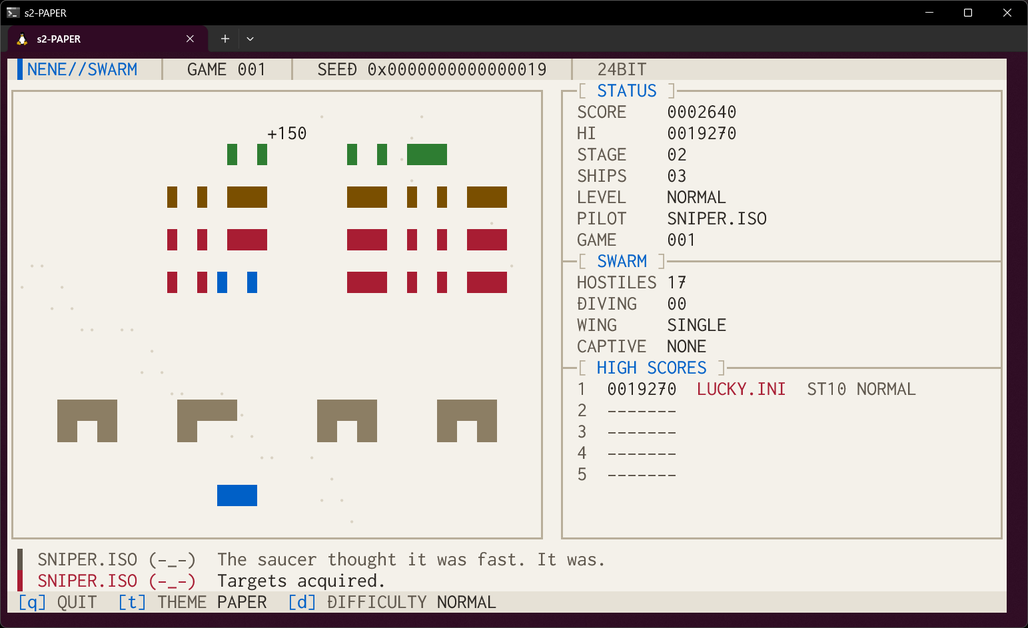 s2-PAPER
s2-PAPER
NENE//SWARM GAME 001 SEED 0x0000000000000019 24BIT
[ STATUS ]
+150
SCORE 0002640
HI 0019270
STAGE 02
SHIPS 03
LEVEL NORMAL
PILOT SNIPER.ISO
GAME 001
[ SWARM ]
HOSTILES 17
DIVING 00
WING SINGLE
CAPTIVE NONE
[ HIGH SCORES ]
1 0019270 LUCKY.INI ST10 NORMAL
2 -------
3 -------
4 -------
5 -------
SNIPER.ISO (-_-) The saucer thought it was fast. It was.
SNIPER.ISO (-_-) Targets acquired.
[q] QUIT [t] THEME PAPER [d] DIFFICULTY NORMAL